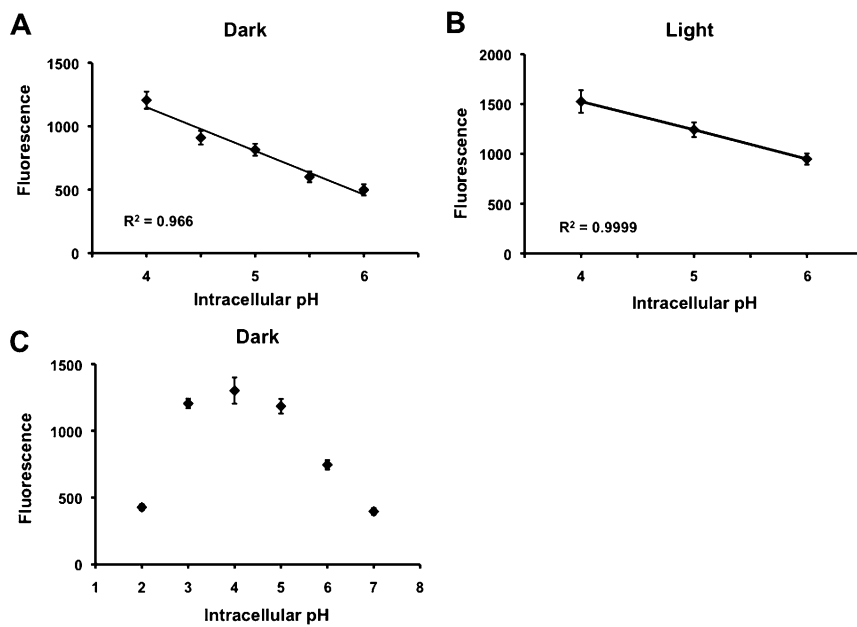 A
Dark
1500
1000
500
0
Fluorescence
R² = 0.966
4
5
6
Intracellular pH
B
Light
2000
1500
1000
500
0
Fluorescence
R² = 0.9999
4
5
6
Intracellular pH
C
Dark
1500
1000
500
0
Fluorescence
1
2
3
4
5
6
7
8
Intracellular pH